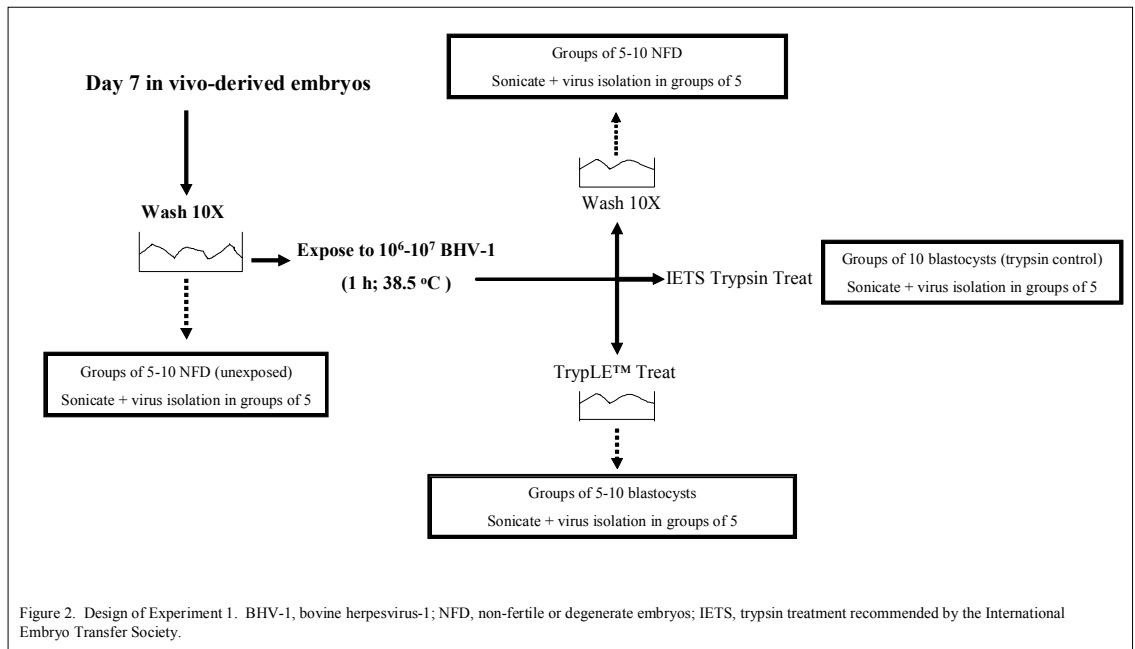 Groups of 5-10 NFD
Sonicate + virus isolation in groups of 5
Day 7 in vivo-derived embryos
Wash 10X
Wash 10X
Expose to 10⁶-10⁷ BHV-1
(1 h; 38.5 ºC )
IETS Trypsin Treat
Groups of 10 blastocysts (trypsin control)
Sonicate + virus isolation in groups of 5
Groups of 5-10 NFD (unexposed)
Sonicate + virus isolation in groups of 5
TrypLE™ Treat
Groups of 5-10 blastocysts
Sonicate + virus isolation in groups of 5
Figure 2. Design of Experiment 1. BHV-1, bovine herpesvirus-1; NFD, non-fertile or degenerate embryos; IETS, trypsin treatment recommended by the International
Embryo Transfer Society.